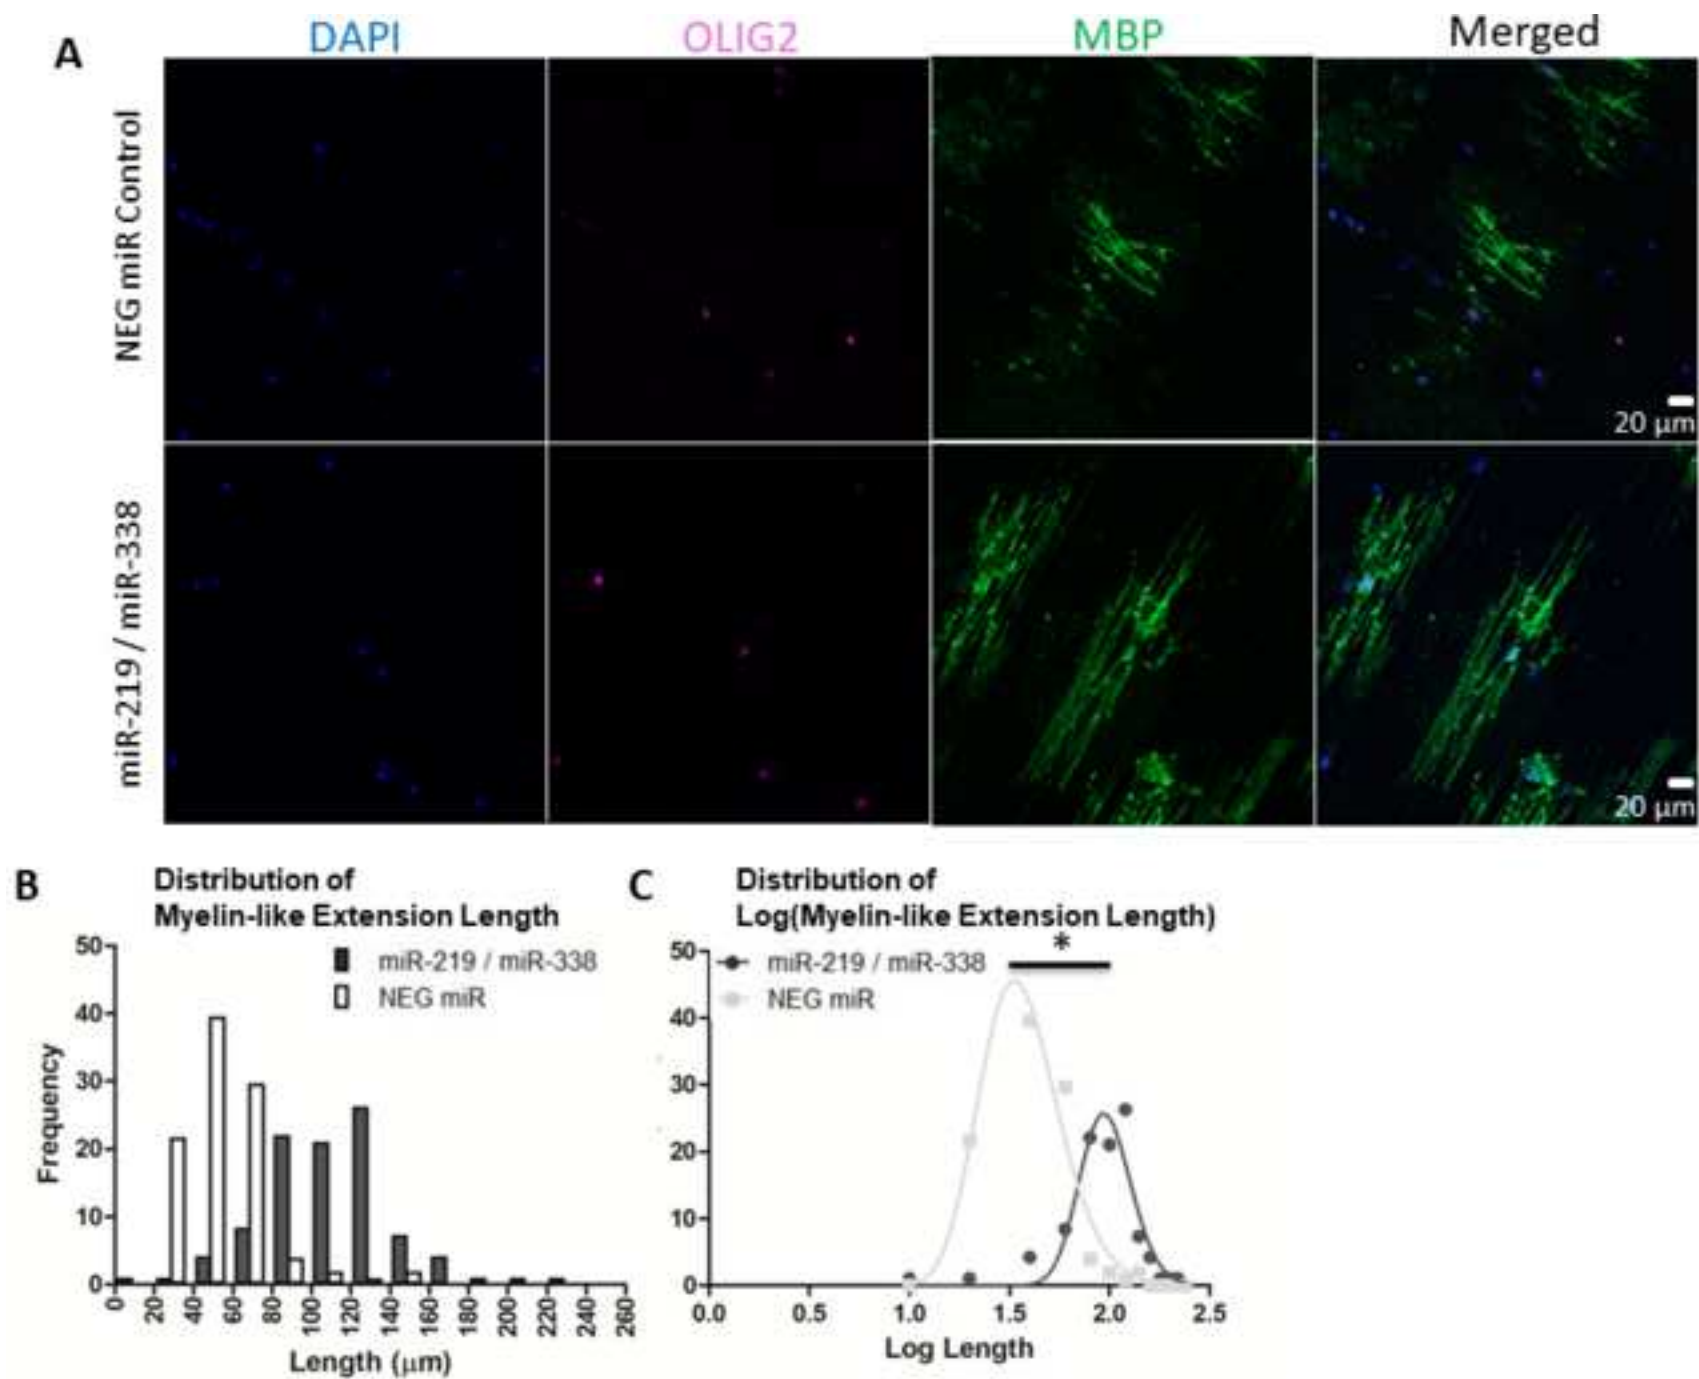 A
DAPI
OLIG2
MBP
Merged
NEG miR Control
20 μm
miR-219 / miR-338
20 μm
B
Distribution of
Myelin-like Extension Length
miR-219 / miR-338
NEG miR
Frequency
50
40
30
20
10
0
0 20 40 60 80 100 120 140 160 180 200 220 240 260
Length (μm)
C
Distribution of
Log(Myelin-like Extension Length)
*
miR-219 / miR-338
NEG miR
50
40
30
20
10
0
0.0 0.5 1.0 1.5 2.0 2.5
Log Length